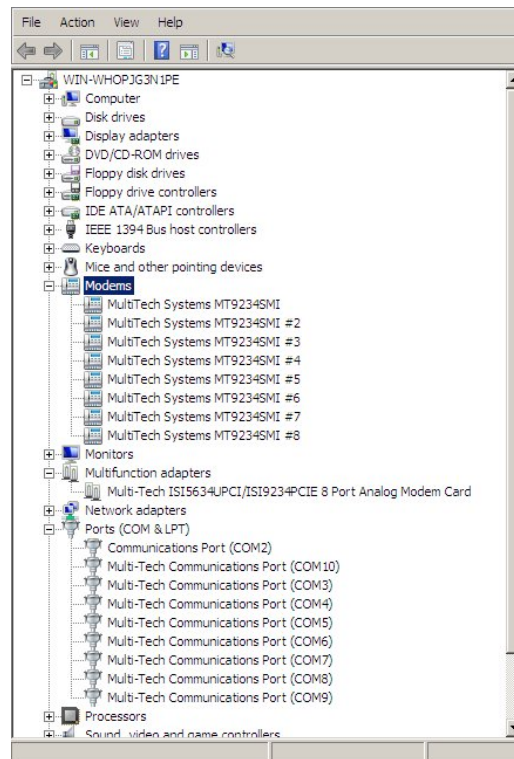 File Action View Help
WIN-WHOPJG3N1PE
Computer
Disk drives
Display adapters
DVD/CD-ROM drives
Floppy disk drives
Floppy drive controllers
IDE ATA/ATAPI controllers
IEEE 1394 Bus host controllers
Keyboards
Mice and other pointing devices
Modems
MultiTech Systems MT9234SMI
MultiTech Systems MT9234SMI #2
MultiTech Systems MT9234SMI #3
MultiTech Systems MT9234SMI #4
MultiTech Systems MT9234SMI #5
MultiTech Systems MT9234SMI #6
MultiTech Systems MT9234SMI #7
MultiTech Systems MT9234SMI #8
Monitors
Multifunction adapters
Multi-Tech ISI5634UPCI/ISI9234PCIE 8 Port Analog Modem Card
Network adapters
Ports (COM & LPT)
Communications Port (COM2)
Multi-Tech Communications Port (COM10)
Multi-Tech Communications Port (COM3)
Multi-Tech Communications Port (COM4)
Multi-Tech Communications Port (COM5)
Multi-Tech Communications Port (COM6)
Multi-Tech Communications Port (COM7)
Multi-Tech Communications Port (COM8)
Multi-Tech Communications Port (COM9)
Processors
Sound, video and game controllers